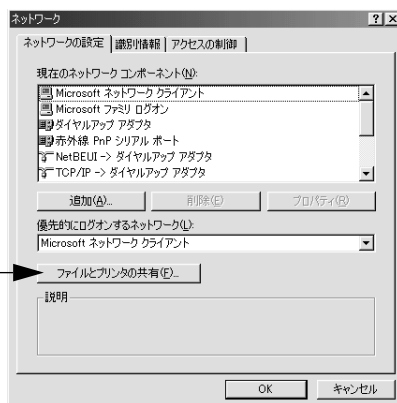 ネットワーク
ネットワークの設定 識別情報 アクセスの制御
現在のネットワーク コンポーネント(N):
Microsoft ネットワーク クライアント
Microsoft ファミリ ログオン
ダイヤルアップ アダプタ
赤外線 PnP シリアル ポート
NetBEUI -> ダイヤルアップ アダプタ
TCP/IP -> ダイヤルアップ アダプタ
追加(A)... 削除(E) プロパティ(R)
優先的にログオンするネットワーク(L):
Microsoft ネットワーク クライアント
ファイルとプリンタの共有(F)...
説明
OK キャンセル